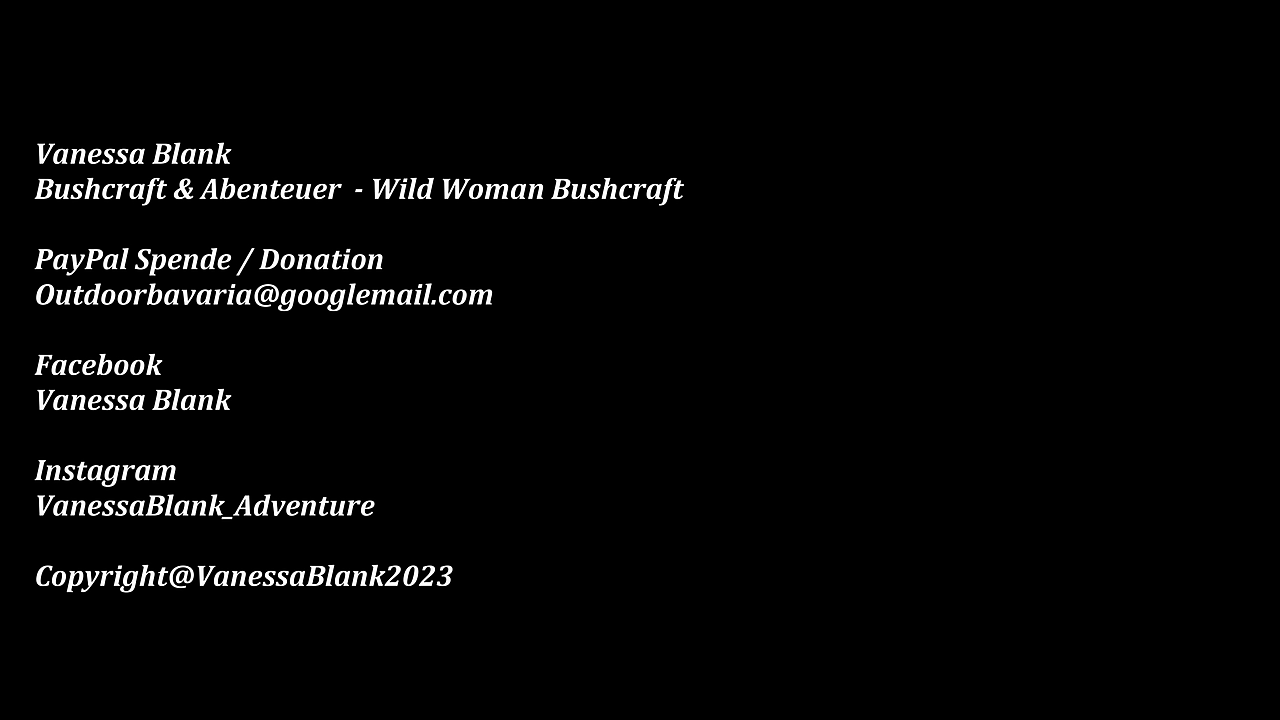 Vanessa Blank
Bushcraft & Abenteuer  - Wild Woman Bushcraft
PayPal Spende / Donation
Outdoorbavaria@googlemail.com
Facebook
Vanessa Blank
Instagram
VanessaBlank_Adventure
Copyright@VanessaBlank2023